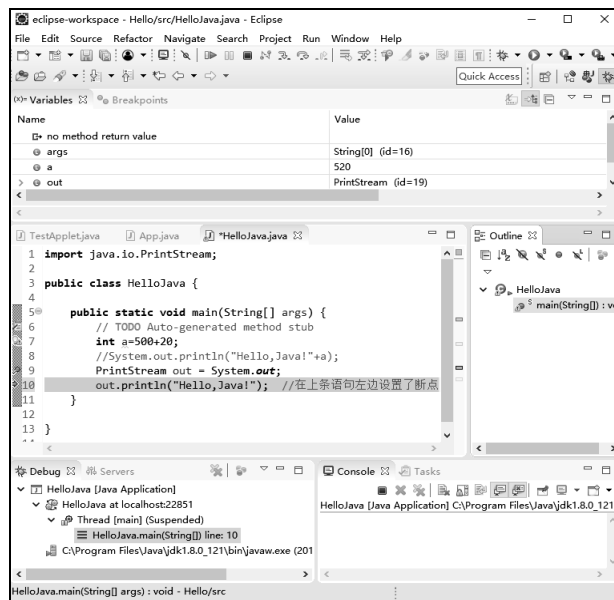 eclipse-workspace - Hello/src/HelloJava.java - Eclipse
File Edit Source Refactor Navigate Search Project Run Window Help
Quick Access
(x)= Variables Breakpoints
Name Value
no method return value
args String[0] (id=16)
a 520
out PrintStream (id=19)
TestApplet.java App.java *HelloJava.java
Outline
1 import java.io.PrintStream;
2
3 public class HelloJava {
4
5 public static void main(String[] args) {
6 // TODO Auto-generated method stub
7 int a=500+20;
8 //System.out.println("Hello,Java!"+a);
9 PrintStream out = System.out;
10 out.println("Hello,Java!"); //在上条语句左边设置了断点
11 }
12
13 }
HelloJava
main(String[]) : v
Debug Servers
HelloJava [Java Application]
HelloJava at localhost:22851
Thread [main] (Suspended)
HelloJava.main(String[]) line: 10
C:\Program Files\Java\jdk1.8.0_121\bin\javaw.exe (201
Console Tasks
HelloJava [Java Application] C:\Program Files\Java\jdk1.8.0_121
HelloJava.main(String[] args) : void - Hello/src